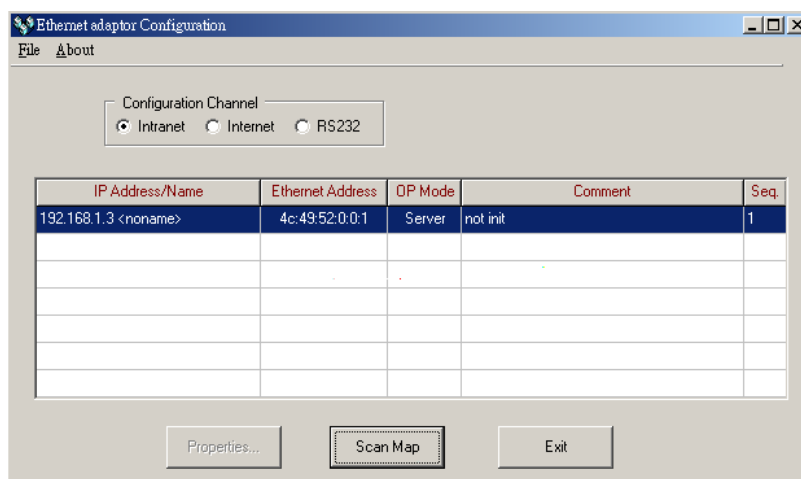 Ethernet adaptor Configuration
File About
Configuration Channel
Intranet Internet RS232
IP Address/Name Ethernet Address OP Mode Comment Seq.
192.168.1.3 <noname> 4c:49:52:0:0:1 Server not init 1
Properties... Scan Map Exit